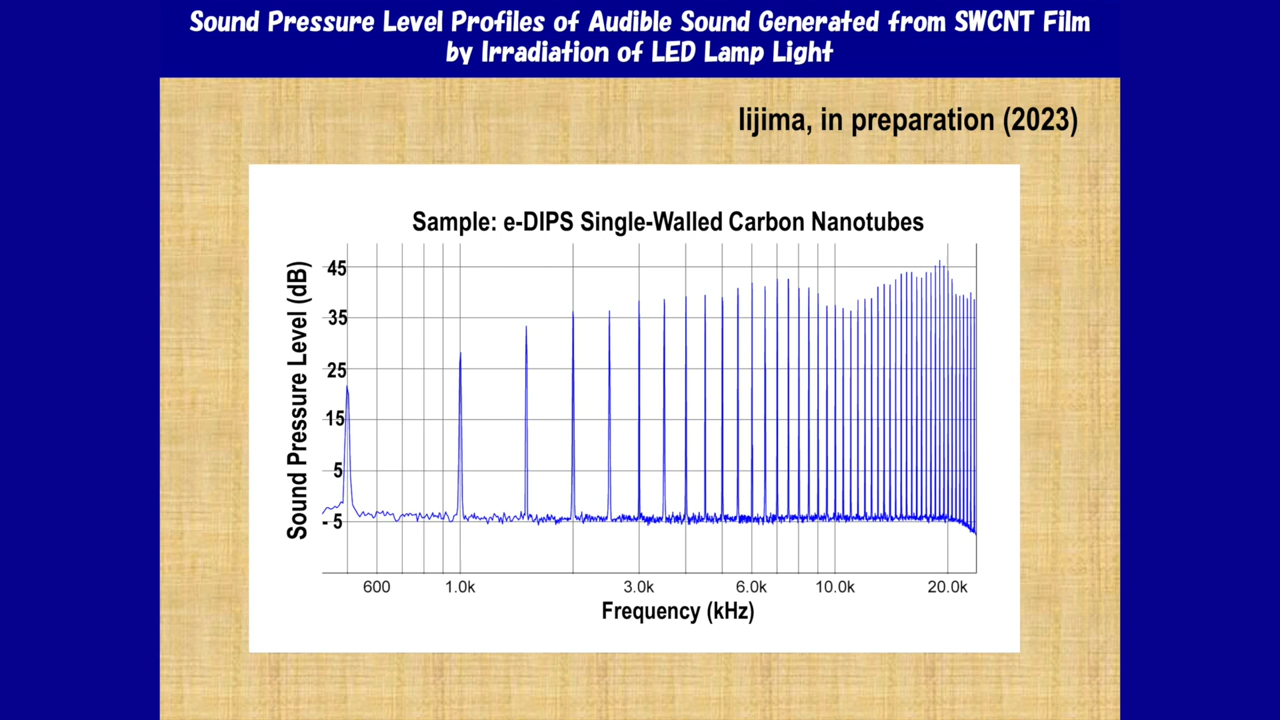 Sound Pressure Level Profiles of Audible Sound Generated from SWCNT Film
by Irradiation of LED Lamp Light
Iijima, in preparation (2023)
Sample: e-DIPS Single-Walled Carbon Nanotubes
Sound Pressure Level (dB)
45
35
25
15
5
- 5
600 1.0k 3.0k 6.0k 10.0k 20.0k
Frequency (kHz)